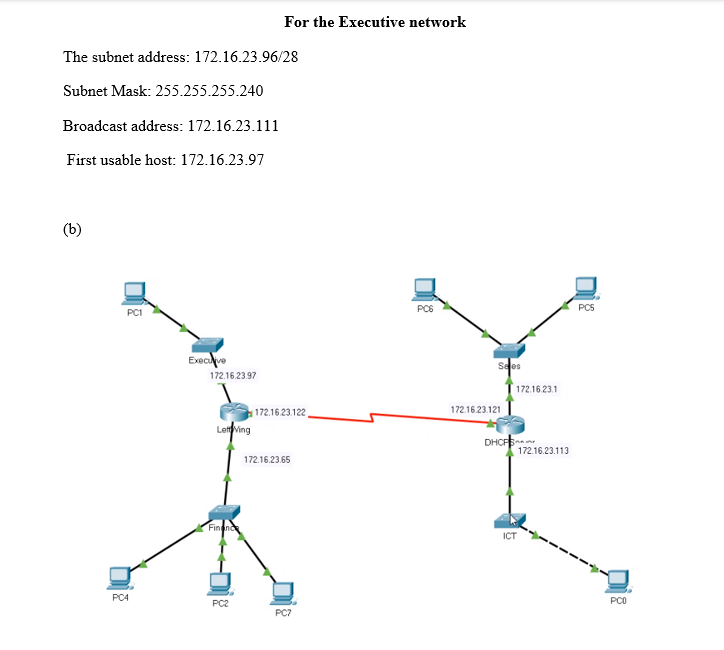 For the Executive network
The subnet address: 172.16.23.96/28
Subnet Mask: 255.255.255.240
Broadcast address: 172.16.23.111
First usable host: 172.16.23.97
(b)
PC1
PC6
PC5
Executive
Sales
172.16.23.97
172.16.23.1
172.16.23.122
172.16.23.121
LeftWing
DHCPServer
172.16.23.113
172.16.23.65
Finance
ICT
PC4
PC2
PC7
PC0